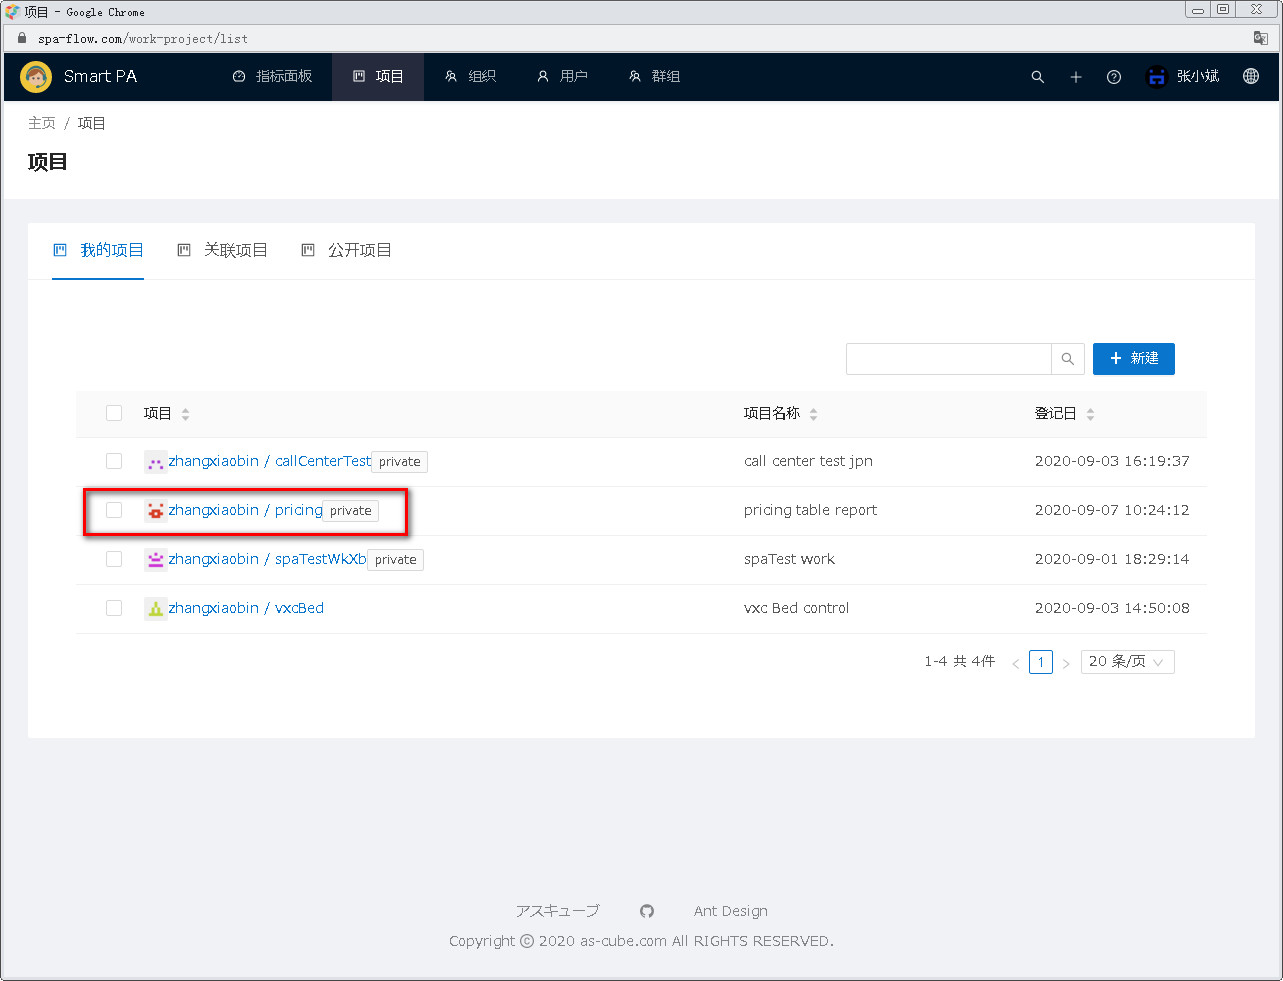 项目 - Google Chrome
spa-flow.com/work-project/list
Smart PA 指标面板 项目 组织 用户 群组 张小斌
主页 / 项目
项目
我的项目 关联项目 公开项目
新建
项目 项目名称 登记日
zhangxiaobin / callCenterTest private call center test jpn 2020-09-03 16:19:37
zhangxiaobin / pricing private pricing table report 2020-09-07 10:24:12
zhangxiaobin / spaTestWkXb private spaTest work 2020-09-01 18:29:14
zhangxiaobin / vxcBed vxc Bed control 2020-09-03 14:50:08
1-4 共 4件 < 1 > 20 条/页
アスキューブ Ant Design
Copyright © 2020 as-cube.com All RIGHTS RESERVED.